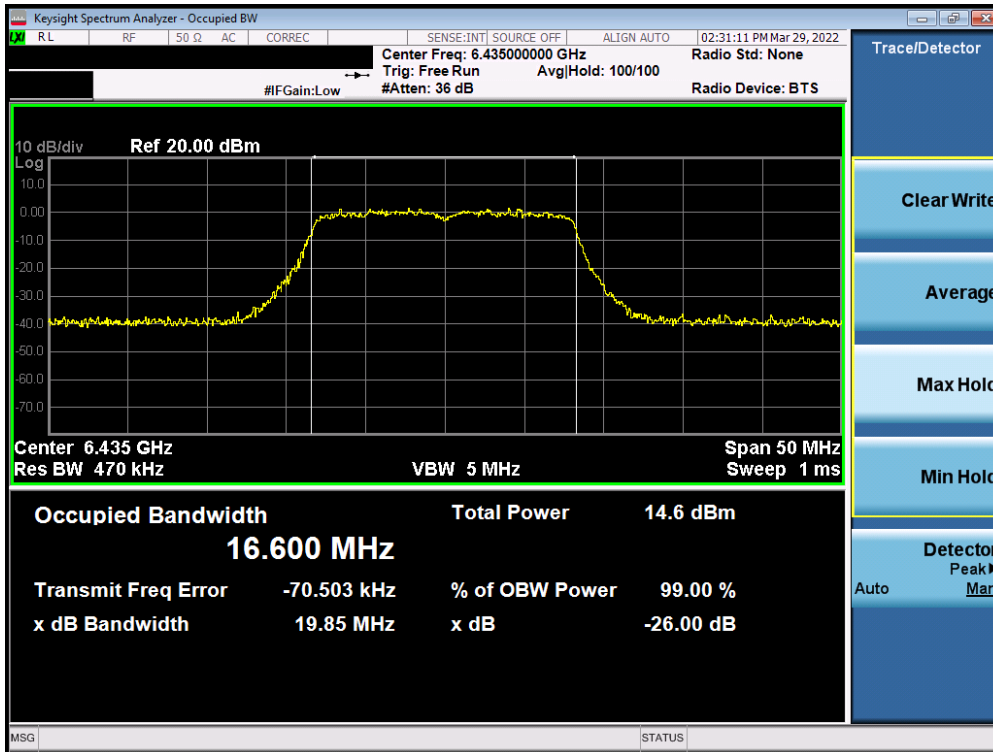 Keysight Spectrum Analyzer - Occupied BW
LXI RL RF 50 Ω AC CORREC SENSE:INT SOURCE OFF ALIGN AUTO 02:31:11 PM Mar 29, 2022
Center Freq: 6.435000000 GHz Radio Std: None
Trig: Free Run Avg|Hold: 100/100
#IFGain:Low #Atten: 36 dB Radio Device: BTS
10 dB/div Ref 20.00 dBm
Log
10.0
0.00
-10.0
-20.0
-30.0
-40.0
-50.0
-60.0
-70.0
Center 6.435 GHz Span 50 MHz
Res BW 470 kHz VBW 5 MHz Sweep 1 ms
Occupied Bandwidth Total Power 14.6 dBm
16.600 MHz
Transmit Freq Error -70.503 kHz % of OBW Power 99.00 %
x dB Bandwidth 19.85 MHz x dB -26.00 dB
MSG STATUS
Trace/Detector
Clear Write
Average
Max Hold
Min Hold
Detector
Peak
Auto Man